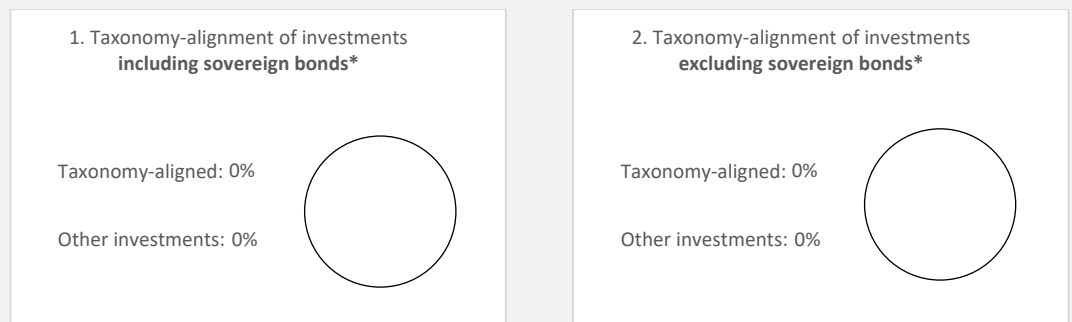 1. Taxonomy-alignment of investments
including sovereign bonds*
Taxonomy-aligned: 0%
Other investments: 0%
2. Taxonomy-alignment of investments
excluding sovereign bonds*
Taxonomy-aligned: 0%
Other investments: 0%